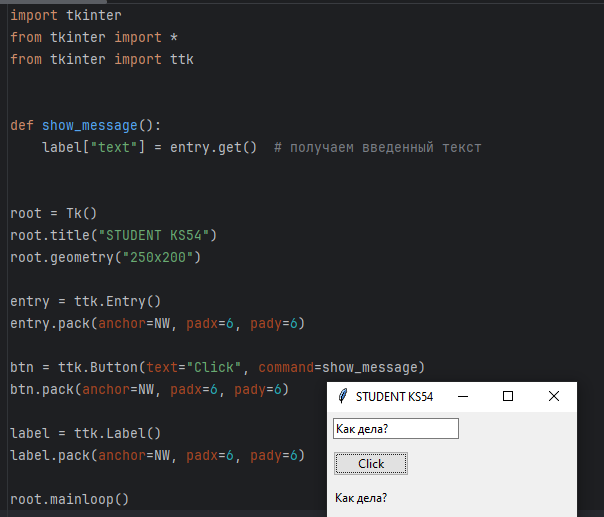 import tkinter
from tkinter import *
from tkinter import ttk
def show_message():
    label["text"] = entry.get()  # получаем введенный текст
root = Tk()
root.title("STUDENT KS54")
root.geometry("250x200")
entry = ttk.Entry()
entry.pack(anchor=NW, padx=6, pady=6)
btn = ttk.Button(text="Click", command=show_message)
btn.pack(anchor=NW, padx=6, pady=6)
label = ttk.Label()
label.pack(anchor=NW, padx=6, pady=6)
root.mainloop()
STUDENT KS54
Как дела?
Click
Как дела?